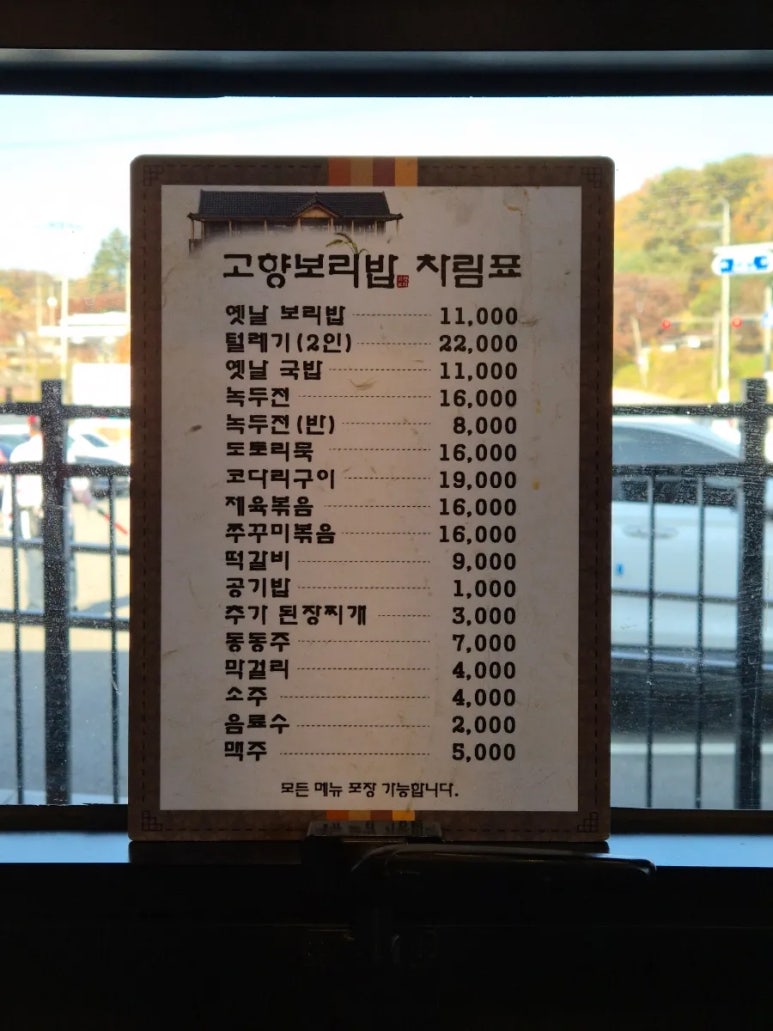 고향보리밥 차림표
옛날 보리밥 11,000
털레기(2인) 22,000
옛날 국밥 11,000
녹두전 16,000
녹두전(반) 8,000
도토리묵 16,000
코다리구이 19,000
제육볶음 16,000
쭈꾸미볶음 16,000
떡갈비 9,000
공기밥 1,000
추가 된장찌개 3,000
동동주 7,000
막걸리 4,000
소주 4,000
음료수 2,000
맥주 5,000
모든 메뉴 포장 가능합니다.